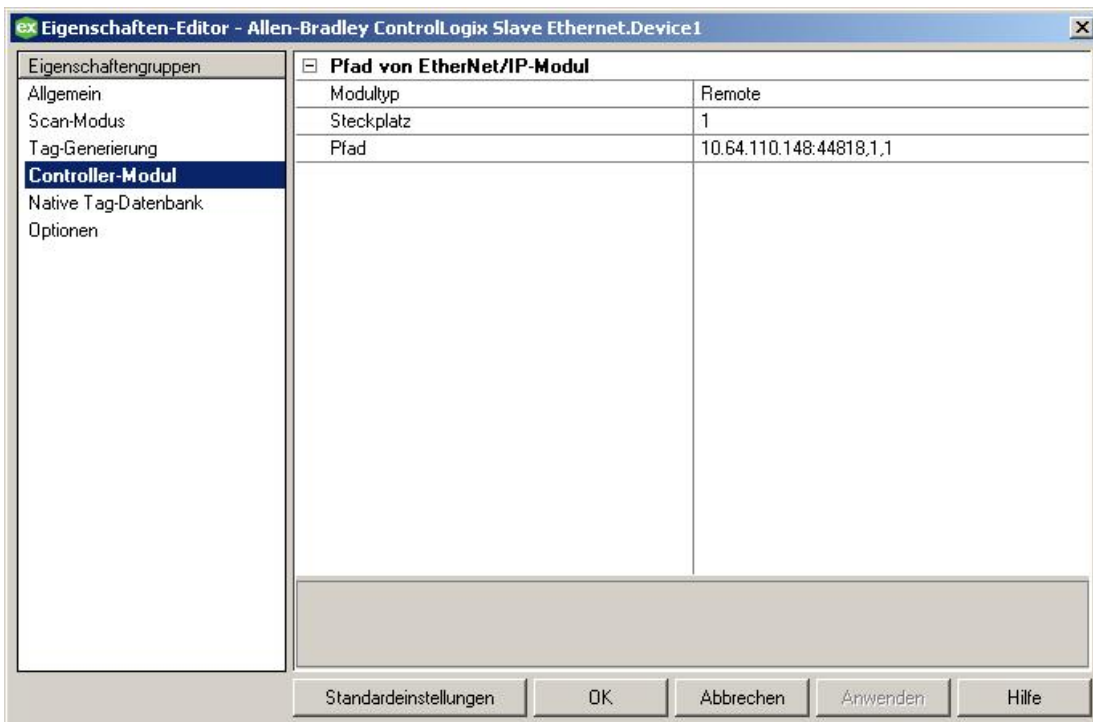 ex Eigenschaften-Editor - Allen-Bradley ControlLogix Slave Ethernet.Device1
Eigenschaftengruppen
Allgemein
Scan-Modus
Tag-Generierung
Controller-Modul
Native Tag-Datenbank
Optionen
Pfad von EtherNet/IP-Modul
Modultyp Remote
Steckplatz 1
Pfad 10.64.110.148:44818,1,1
Standardeinstellungen OK Abbrechen Anwenden Hilfe